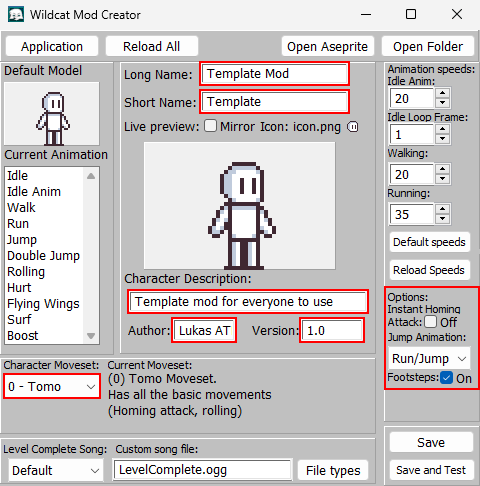 Wildcat Mod Creator
Application
Reload All
Open Aseprite
Open Folder
Default Model
Current Animation
Idle
Idle Anim
Walk
Run
Jump
Double Jump
Rolling
Hurt
Flying Wings
Surf
Boost
Long Name: Template Mod
Short Name: Template
Live preview: Mirror Icon: icon.png
Character Description:
Template mod for everyone to use
Author: Lukas AT Version: 1.0
Animation speeds:
Idle Anim:
20
Idle Loop Frame:
1
Walking:
20
Running:
35
Default speeds
Reload Speeds
Options:
Instant Homing
Attack: Off
Jump Animation:
Run/Jump
Footsteps: On
Character Moveset:
0 - Tomo
Current Moveset:
(0) Tomo Moveset.
Has all the basic movements
(Homing attack, rolling)
Level Complete Song:
Default
Custom song file:
LevelComplete.ogg
File types
Save
Save and Test